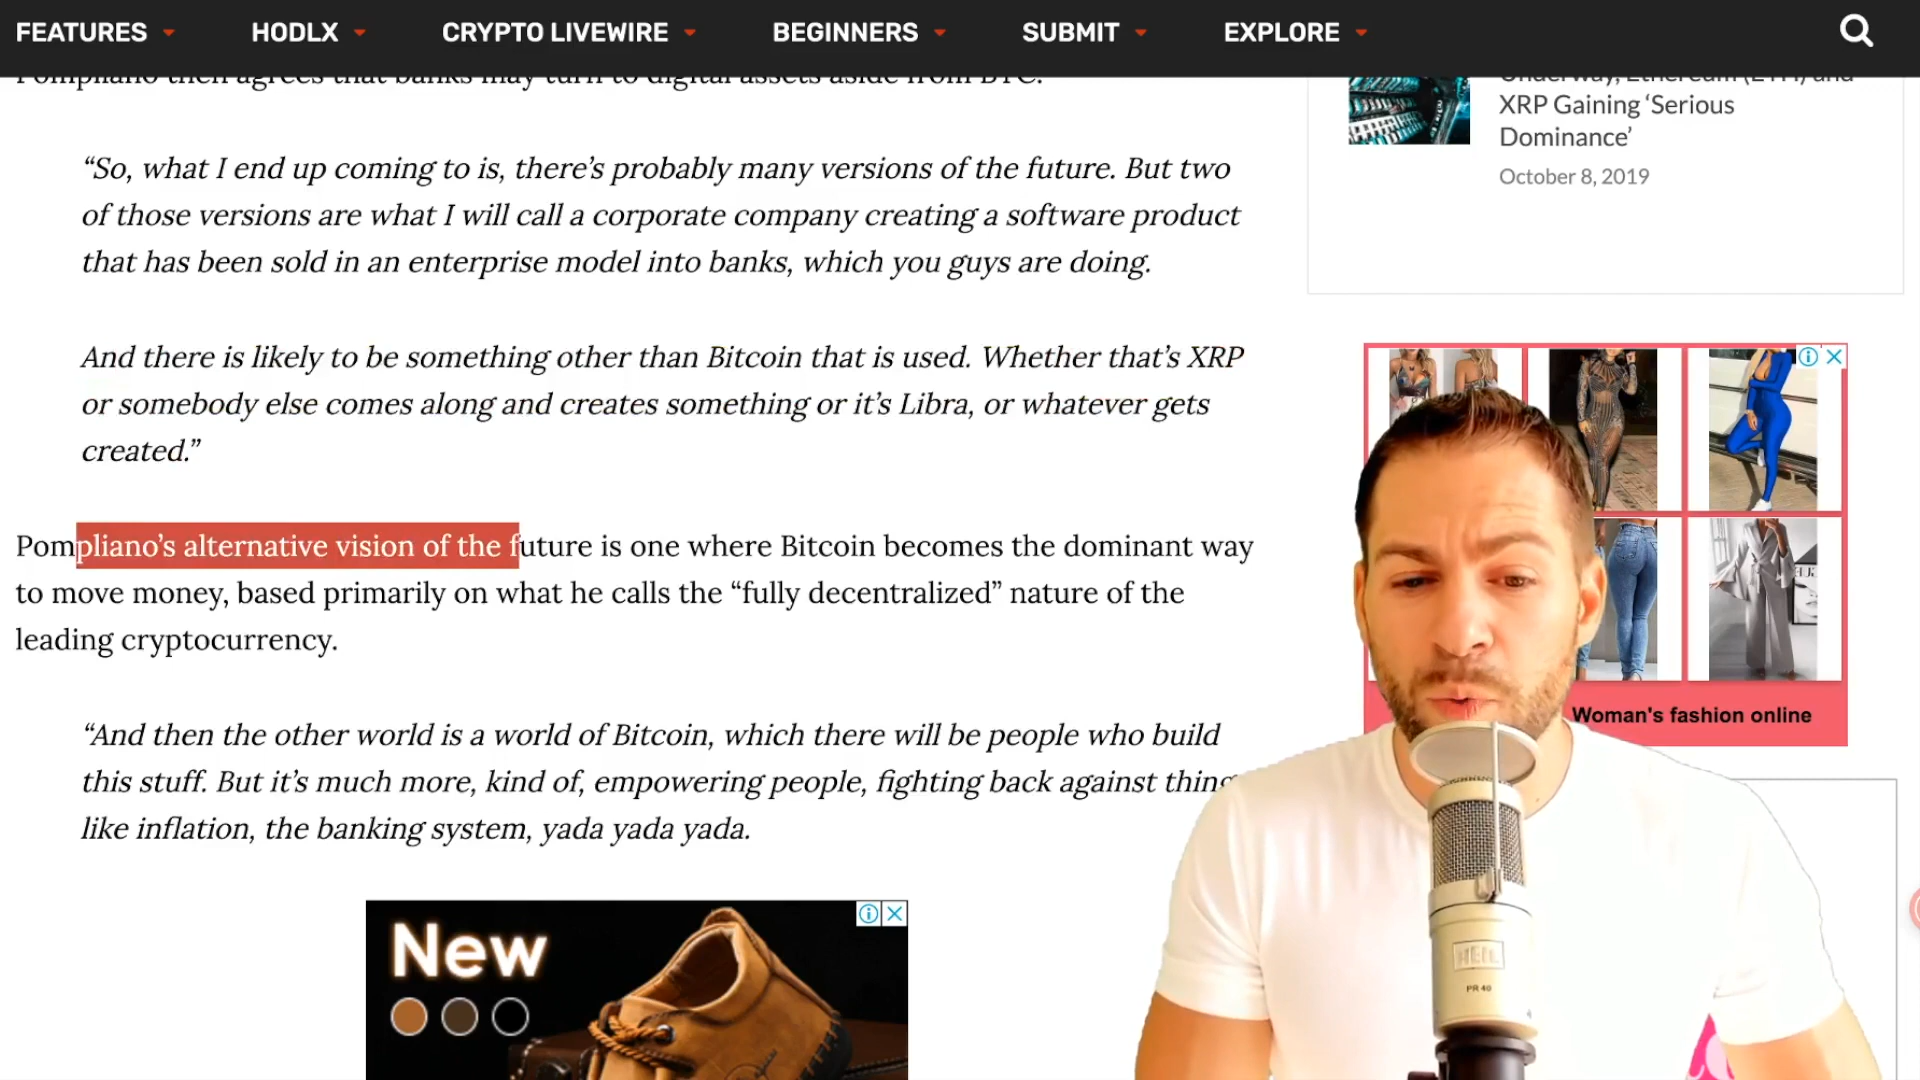 FEATURES HODLX CRYPTO LIVEWIRE BEGINNERS SUBMIT EXPLORE
Pompliano then agrees that banks may turn to digital assets aside from BTC.
“So, what I end up coming to is, there’s probably many versions of the future. But two
of those versions are what I will call a corporate company creating a software product
that has been sold in an enterprise model into banks, which you guys are doing.
And there is likely to be something other than Bitcoin that is used. Whether that’s XRP
or somebody else comes along and creates something or it’s Libra, or whatever gets
created.”
Pompliano’s alternative vision of the future is one where Bitcoin becomes the dominant way
to move money, based primarily on what he calls the “fully decentralized” nature of the
leading cryptocurrency.
“And then the other world is a world of Bitcoin, which there will be people who build
this stuff. But it’s much more, kind of, empowering people, fighting back against thing
like inflation, the banking system, yada yada yada.
New
Underway, Ethereum (ETH) and
XRP Gaining ‘Serious
Dominance’
October 8, 2019
Woman's fashion online
HEIL
PR 40